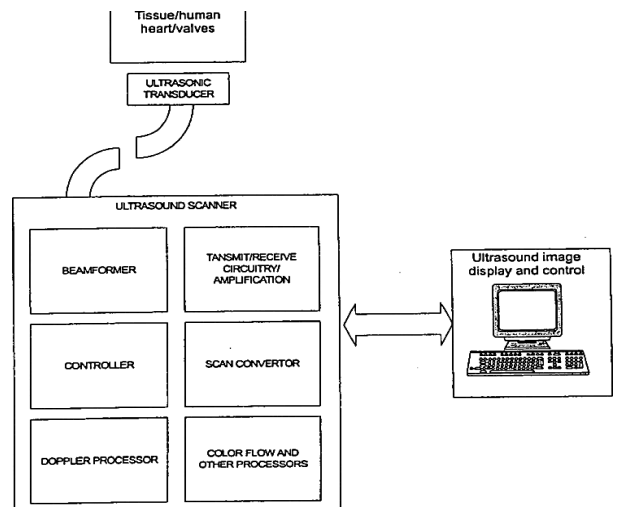 Tissue/human
heart/valves
ULTRASONIC
TRANSDUCER
ULTRASOUND SCANNER
BEAMFORMER
TANSMIT/RECEIVE
CIRCUITRY/
AMPLIFICATION
CONTROLLER
SCAN CONVERTOR
DOPPLER PROCESSOR
COLOR FLOW AND
OTHER PROCESSORS
Ultrasound image
display and control